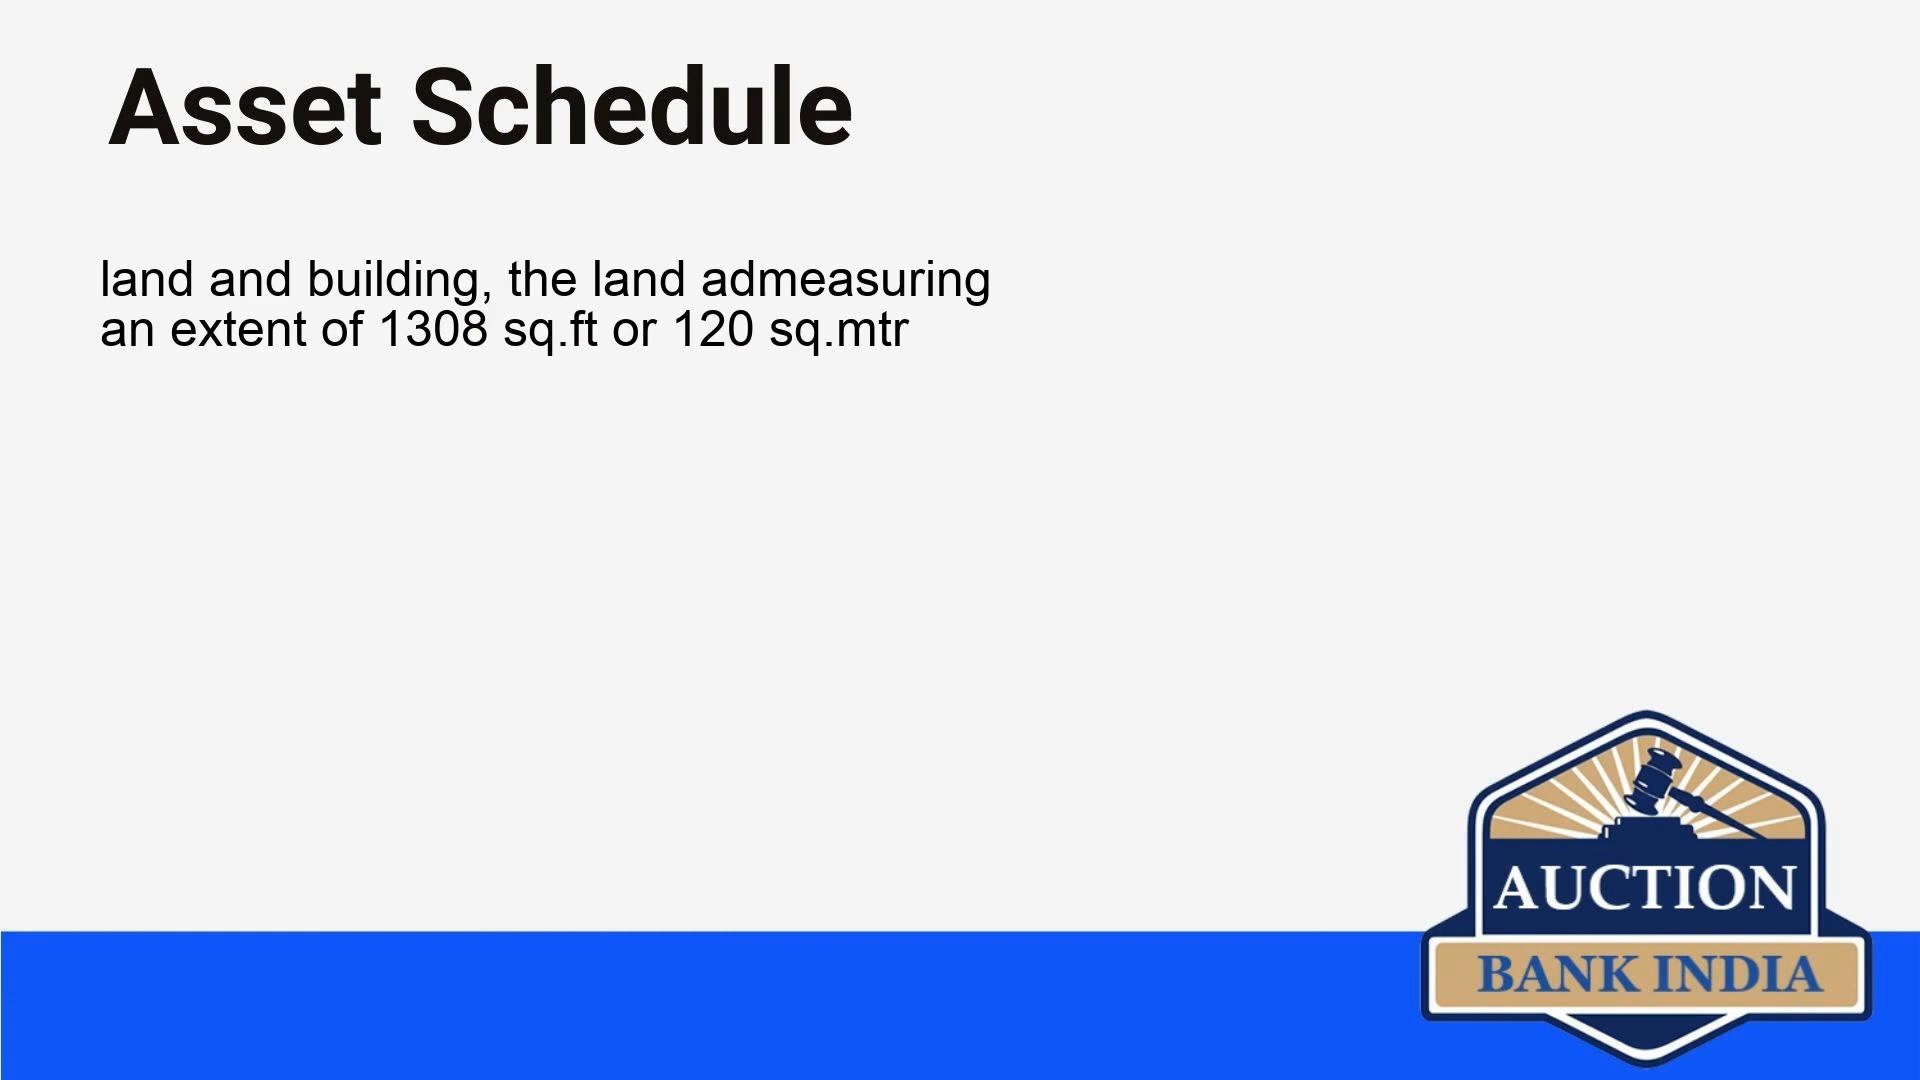 Asset Schedule
land and building, the land admeasuring
an extent of 1308 sq.ft or 120 sq.mtr
AUCTION
BANK INDIA